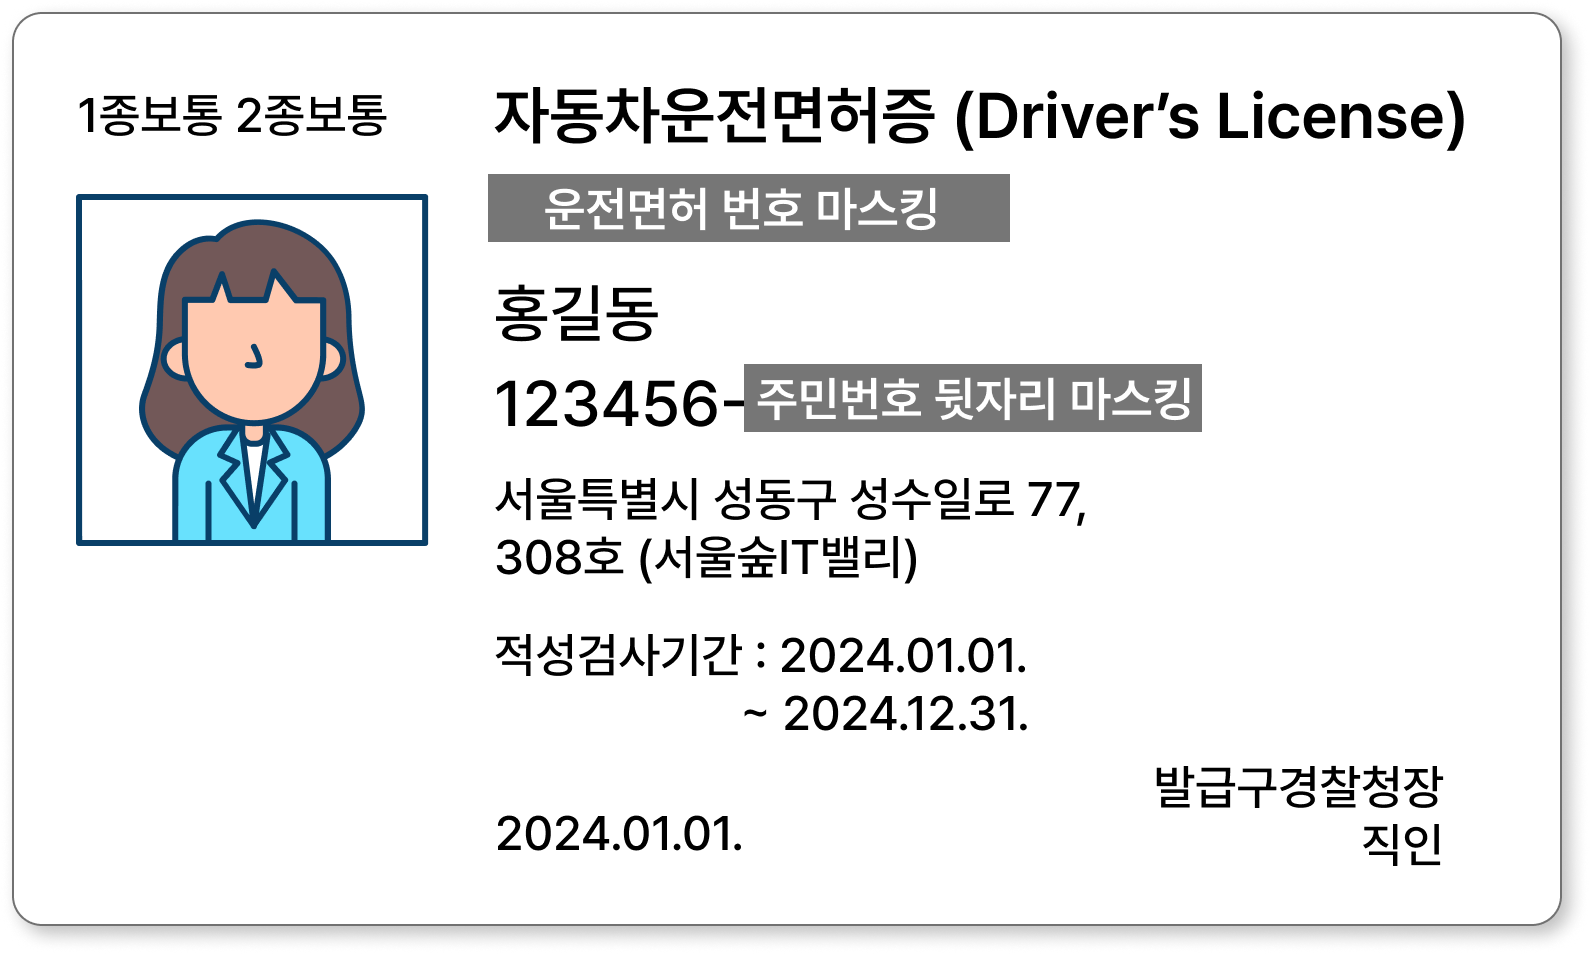 1종보통 2종보통
자동차운전면허증 (Driver’s License)
운전면허 번호 마스킹
홍길동
123456-주민번호 뒷자리 마스킹
서울특별시 성동구 성수일로 77,
308호 (서울숲IT밸리)
적성검사기간 : 2024.01.01.
~ 2024.12.31.
발급구경찰청장
직인
2024.01.01.